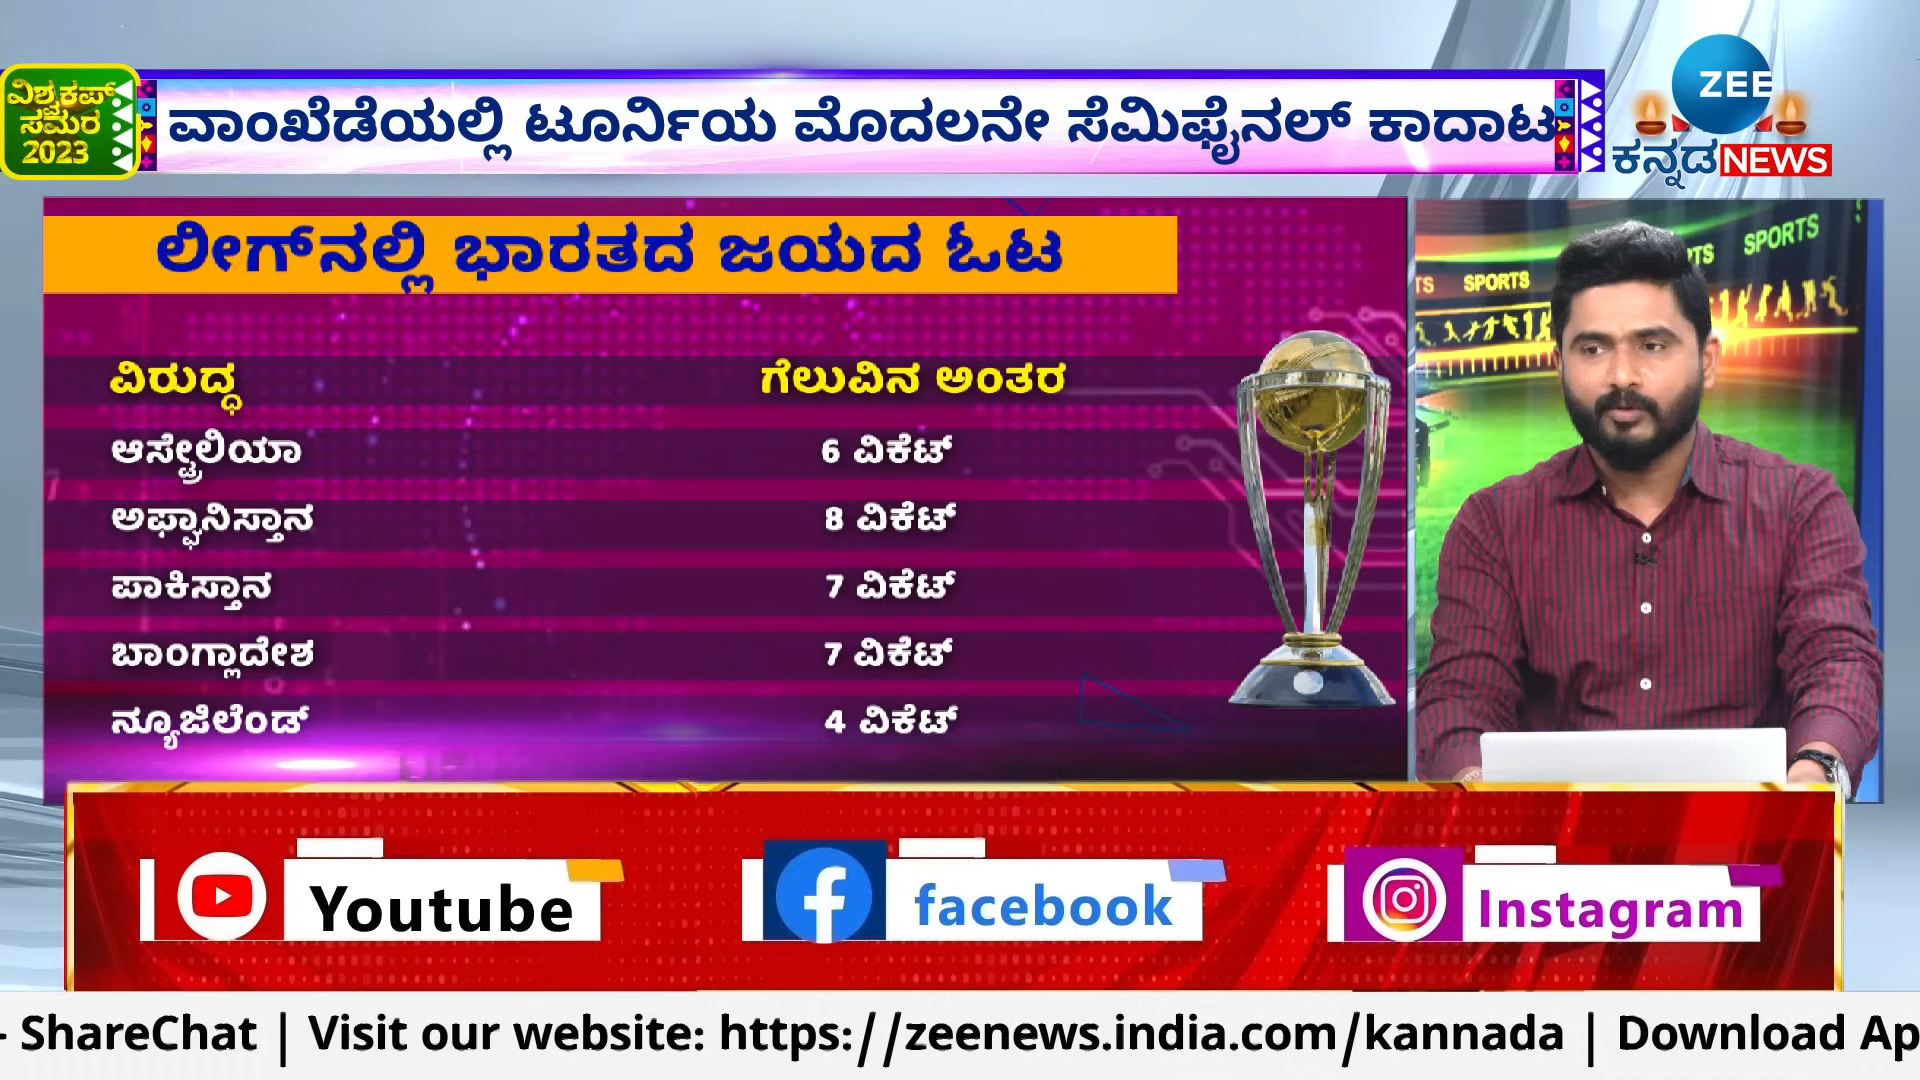 ವಿಶ್ವಕಪ್
ಸಮರ
2023
ವಾಂಖೆಡೆಯಲ್ಲಿ ಟೂರ್ನಿಯ ಮೊದಲನೇ ಸೆಮಿಫೈನಲ್ ಕಾದಾಟ
ZEE
ಕನ್ನಡ NEWS
ಲೀಗ್‌ನಲ್ಲಿ ಭಾರತದ ಜಯದ ಓಟ
ವಿರುದ್ಧ ಗೆಲುವಿನ ಅಂತರ
ಆಸ್ಟ್ರೇಲಿಯಾ 6 ವಿಕೆಟ್
ಅಫ್ಘಾನಿಸ್ತಾನ 8 ವಿಕೆಟ್
ಪಾಕಿಸ್ತಾನ 7 ವಿಕೆಟ್
ಬಾಂಗ್ಲಾದೇಶ 7 ವಿಕೆಟ್
ನ್ಯೂಜಿಲೆಂಡ್ 4 ವಿಕೆಟ್
TS SPORTS RTS SPORTS
Youtube facebook Instagram
- ShareChat | Visit our website: https://zeenews.india.com/kannada | Download Ap